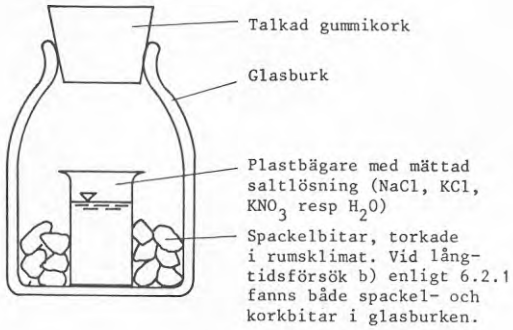 Talkad gummikork
Glasburk
Plastbägare med mättad
saltlösning (NaCl, KCl,
KNO₃ resp H₂O)
Spackelbitar, torkade
i rumsklimat. Vid lång-
tidsförsök b) enligt 6.2.1
fanns både spackel- och
korkbitar i glasburken.